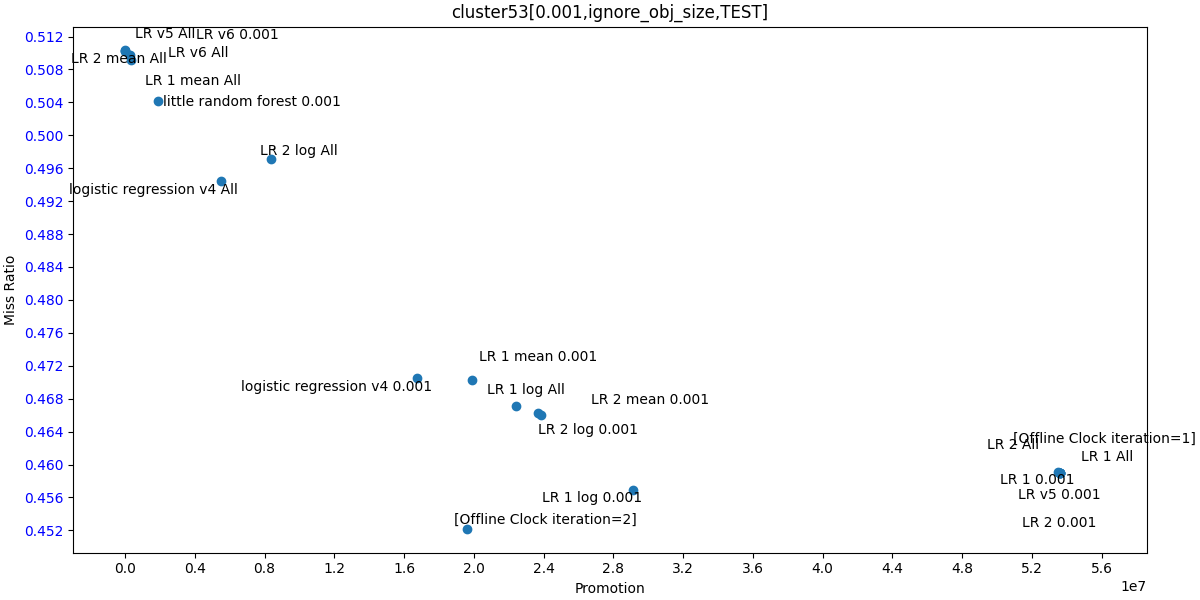 cluster53[0.001,ignore_obj_size,TEST]
0.512
LR v5 All
LR v6 0.001
LR v6 All
LR 2 mean All
0.508
LR 1 mean All
0.504
little random forest 0.001
0.500
LR 2 log All
0.496
logistic regression v4 All
0.492
0.488
0.484
0.480
0.476
0.472
LR 1 mean 0.001
logistic regression v4 0.001
LR 1 log All
0.468
LR 2 mean 0.001
0.464
LR 2 log 0.001
[Offline Clock iteration=1]
LR 2 All
LR 1 All
0.460
LR 1 0.001
LR v5 0.001
0.456
LR 1 log 0.001
[Offline Clock iteration=2]
LR 2 0.001
0.452
Miss Ratio
0.0 0.4 0.8 1.2 1.6 2.0 2.4 2.8 3.2 3.6 4.0 4.4 4.8 5.2 5.6
1e7
Promotion